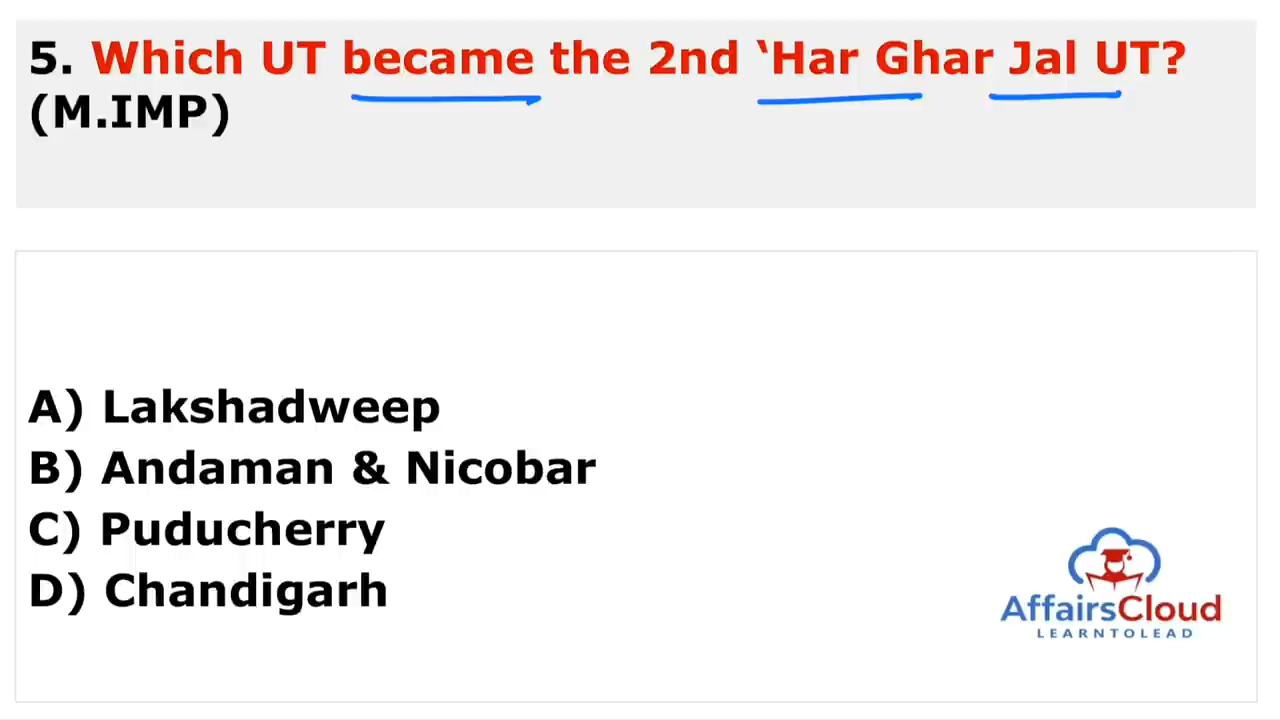 5. Which UT became the 2nd ‘Har Ghar Jal UT?
(M.IMP)
A) Lakshadweep
B) Andaman & Nicobar
C) Puducherry
D) Chandigarh
AffairsCloud
LEARNTOLEAD